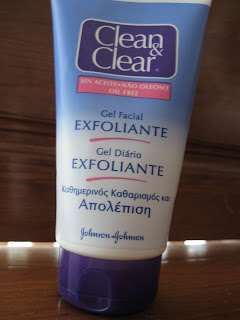 Clean &
Clear®
SIN ACEITE • NÃO OLEOSO
OIL FREE
Gel Facial
EXFOLIANTE
Gel Diário
EXFOLIANTE
Καθημερινός Καθαρισμός και
Απολέπιση
Johnson & Johnson